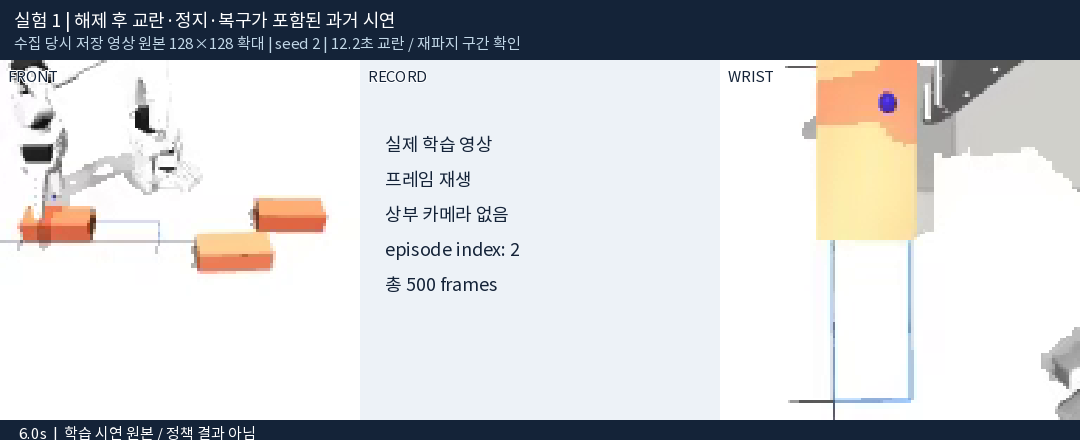 실험 1 | 해제 후 교란·정지·복구가 포함된 과거 시연
수집 당시 저장 영상 원본 128×128 확대 | seed 2 | 12.2초 교란 / 재파지 구간 확인
FRONT
RECORD
WRIST
실제 학습 영상
프레임 재생
상부 카메라 없음
episode index: 2
총 500 frames
6.0s | 학습 시연 원본 / 정책 결과 아님